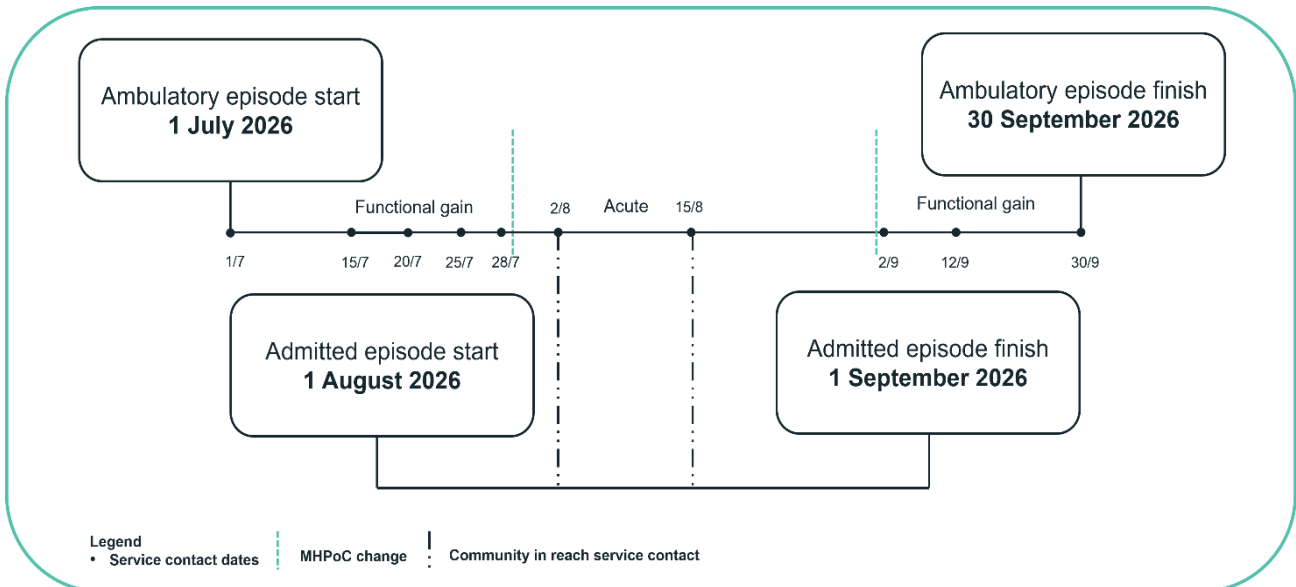 Ambulatory episode start
1 July 2026
Ambulatory episode finish
30 September 2026
Functional gain
2/8
Acute
15/8
Functional gain
1/7
15/7
20/7
25/7
28/7
2/9
12/9
30/9
Admitted episode start
1 August 2026
Admitted episode finish
1 September 2026
Legend
• Service contact dates
MHPoC change
Community in reach service contact